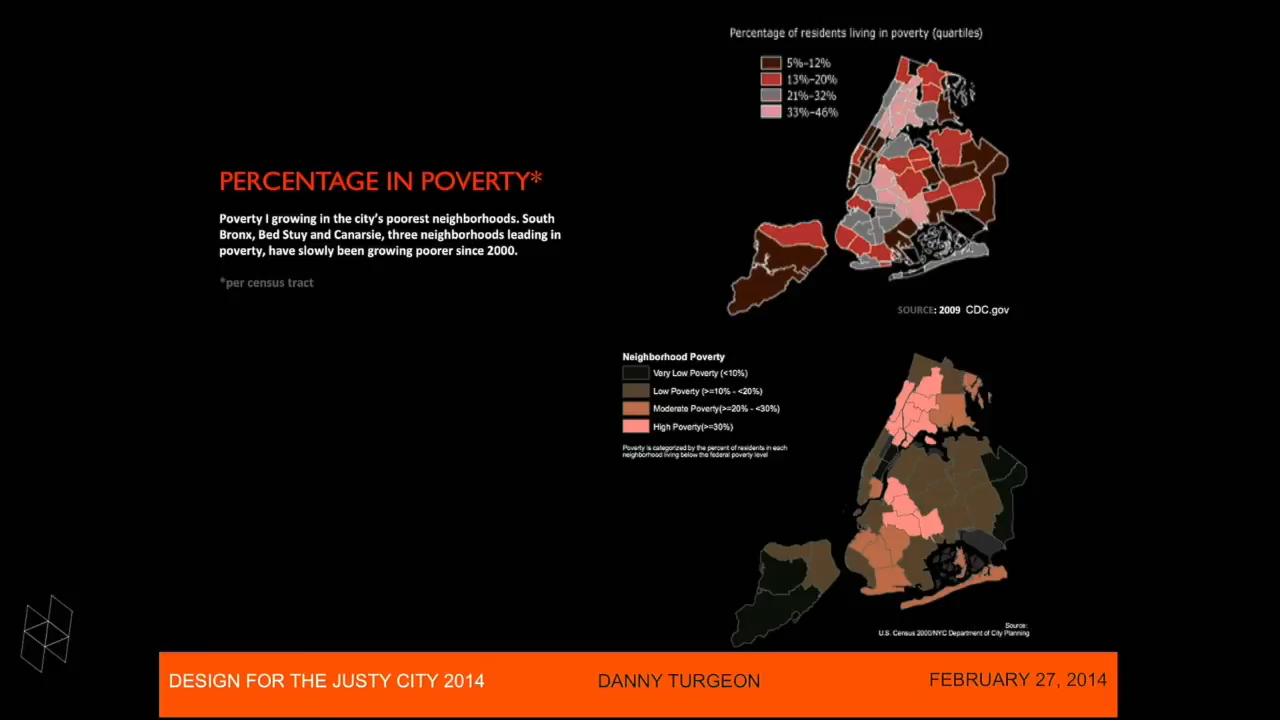 Percentage of residents living in poverty (quartiles)
5%–12%
13%–20%
21%–32%
33%–46%
PERCENTAGE IN POVERTY*
Poverty I growing in the city's poorest neighborhoods. South
Bronx, Bed Stuy and Canarsie, three neighborhoods leading in
poverty, have slowly been growing poorer since 2000.
*per census tract
SOURCE: 2009 CDC.gov
Neighborhood Poverty
Very Low Poverty (<10%)
Low Poverty (>=10% - <20%)
Moderate Poverty(>=20% - <30%)
High Poverty(>=30%)
Poverty is categorized by the percent of residents in each
neighborhood living below the federal poverty level
Source:
U.S. Census 2000/NYC Department of City Planning
DESIGN FOR THE JUSTY CITY 2014
DANNY TURGEON
FEBRUARY 27, 2014